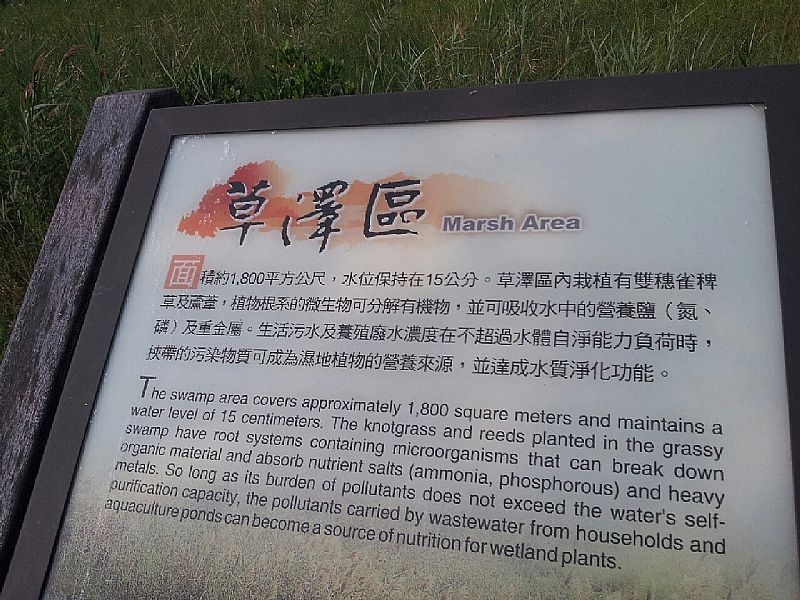 草澤區 Marsh Area
面積約1,800平方公尺，水位保持在15公分。草澤區內栽植有雙穗雀稗
草及蘆葦，植物根系的微生物可分解有機物，並可吸收水中的營養鹽（氮、
磷）及重金屬。生活污水及養殖廢水濃度在不超過水體自淨能力負荷時，
挾帶的污染物質可成為濕地植物的營養來源，並達成水質淨化功能。
The swamp area covers approximately 1,800 square meters and maintains a
water level of 15 centimeters. The knotgrass and reeds planted in the grassy
swamp have root systems containing microorganisms that can break down
organic material and absorb nutrient salts (ammonia, phosphorous) and heavy
metals. So long as its burden of pollutants does not exceed the water's self-
purification capacity, the pollutants carried by wastewater from households and
aquaculture ponds can become a source of nutrition for wetland plants.